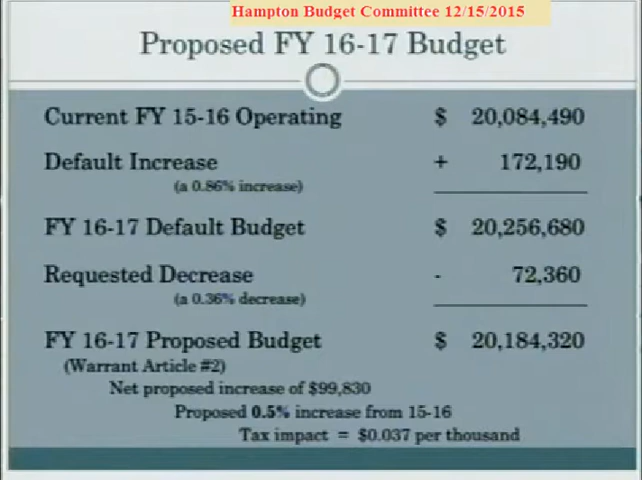 Hampton Budget Committee 12/15/2015
Proposed FY 16-17 Budget
Current FY 15-16 Operating $ 20,084,490
Default Increase + 172,190
(a 0.86% increase)
FY 16-17 Default Budget $ 20,256,680
Requested Decrease - 72,360
(a 0.36% decrease)
FY 16-17 Proposed Budget $ 20,184,320
(Warrant Article #2)
Net proposed increase of $99,830
Proposed 0.5% increase from 15-16
Tax impact = $0.037 per thousand